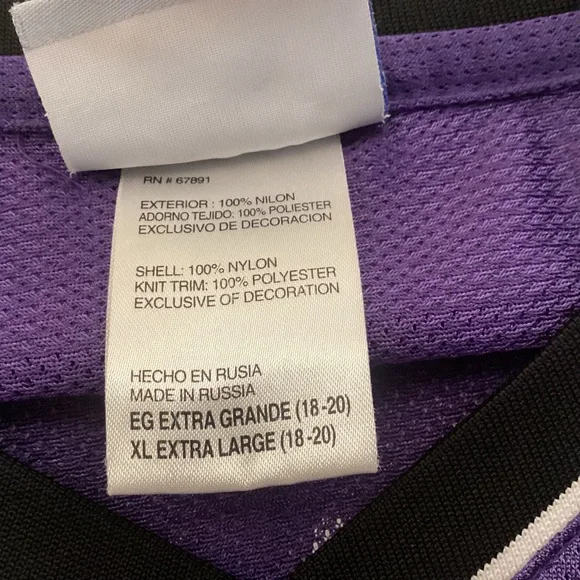 RN # 67891
EXTERIOR : 100% NILON
ADORNO TEJIDO: 100% POLIESTER
EXCLUSIVO DE DECORACION
SHELL: 100% NYLON
KNIT TRIM: 100% POLYESTER
EXCLUSIVE OF DECORATION
HECHO EN RUSIA
MADE IN RUSSIA
EG EXTRA GRANDE (18-20)
XL EXTRA LARGE (18-20)